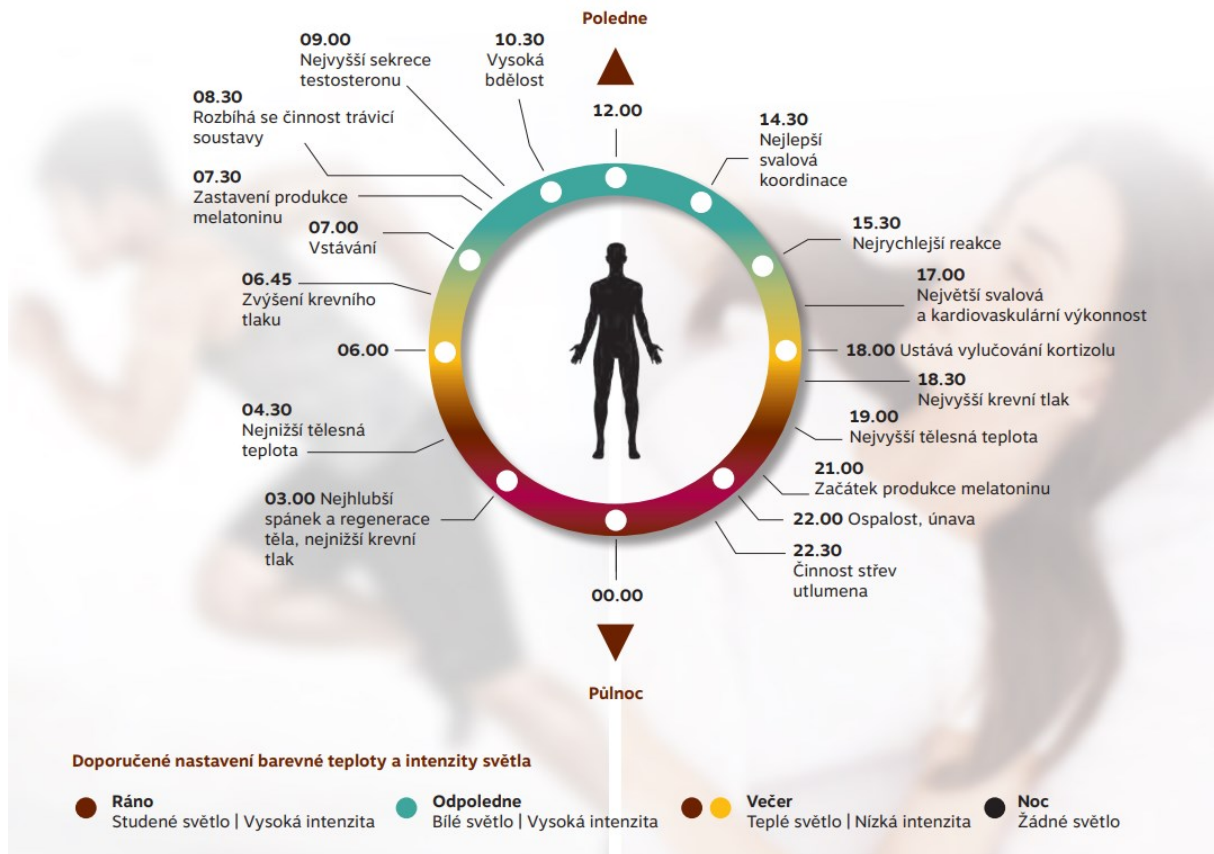 Poledne
09.00
Nejvyšší sekrece
testosteronu
10.30
Vysoká
bdělost
08.30
Rozbíhá se činnost trávicí
soustavy
12.00
14.30
Nejlepší
svalová
koordinace
07.30
Zastavení produkce
melatoninu
07.00
Vstávání
15.30
Nejrychlejší reakce
06.45
Zvýšení krevního
tlaku
17.00
Největší svalová
a kardiovaskulární výkonnost
06.00
18.00 Ustává vylučování kortizolu
18.30
Nejvyšší krevní tlak
04.30
Nejnižší tělesná
teplota
19.00
Nejvyšší tělesná teplota
03.00 Nejhlubší
spánek a regenerace
těla, nejnižší krevní
tlak
21.00
Začátek produkce melatoninu
22.00 Ospalost, únava
22.30
Činnost střev
utlumena
00.00
Půlnoc
Doporučené nastavení barevné teploty a intenzity světla
Ráno
Studené světlo | Vysoká intenzita
Odpoledne
Bílé světlo | Vysoká intenzita
Večer
Teplé světlo | Nízká intenzita
Noc
Žádné světlo